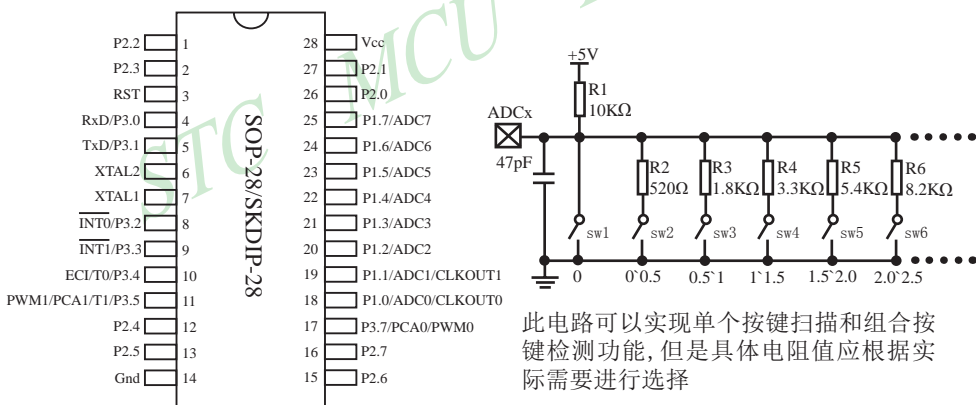 STC MCU
P2.2 1
P2.3 2
RST 3
RxD/P3.0 4
TxD/P3.1 5
XTAL2 6
XTAL1 7
INT0/P3.2 8
INT1/P3.3 9
ECI/T0/P3.4 10
PWM1/PCA1/T1/P3.5 11
P2.4 12
P2.5 13
Gnd 14
SOP-28/SKDIP-28
28 Vcc
27 P2.1
26 P2.0
25 P1.7/ADC7
24 P1.6/ADC6
23 P1.5/ADC5
22 P1.4/ADC4
21 P1.3/ADC3
20 P1.2/ADC2
19 P1.1/ADC1/CLKOUT1
18 P1.0/ADC0/CLKOUT0
17 P3.7/PCA0/PWM0
16 P2.7
15 P2.6
+5V
R1
10KΩ
ADCx
47pF
R2 R3 R4 R5 R6
520Ω 1.8KΩ 3.3KΩ 5.4KΩ 8.2KΩ
sw1 sw2 sw3 sw4 sw5 sw6
0 0~0.5 0.5~1 1~1.5 1.5~2.0 2.0~2.5
此电路可以实现单个按键扫描和组合按
键检测功能,但是具体电阻值应根据实
际需要进行选择